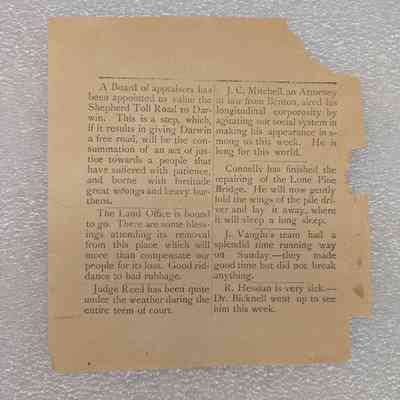 A Board of appraisers has
been appointed to value the
Shepherd Toll Road to Dar-
win. This is a step, which,
if it results in giving Darwin
a free road, will be the con-
summation of an act of jus-
tice towards a people that
have suffered with patience,
and borne with fortitude
great wrongs and heavy bur-
thens.
The Land Office is bound
to go. There are some bless-
ings attending its removal
from this place which will
more than compensate our
people for its loss. Good rid-
dance to bad rubbage.
Judge Reed has been quite
under the weather during the
entire term of court.
J. C. Mitchell, an Attorney
at law from Benton, aired his
longitudinal corporosity by
agitating our social system in
making his appearance in a-
mong us this week. He is
long for this world.
Connelly has finished the
repairing of the Lone Pine
Bridge. He will now gently
fold the wings of the pile dri-
ver and lay it away, where
it will sleep a long sleep.
J. Vaught's team had a
splendid time running way
on Sunday.—they made
good time but did not break
anything.
R. Hessian is very sick.—
Dr. Bicknell went up to see
him this week.